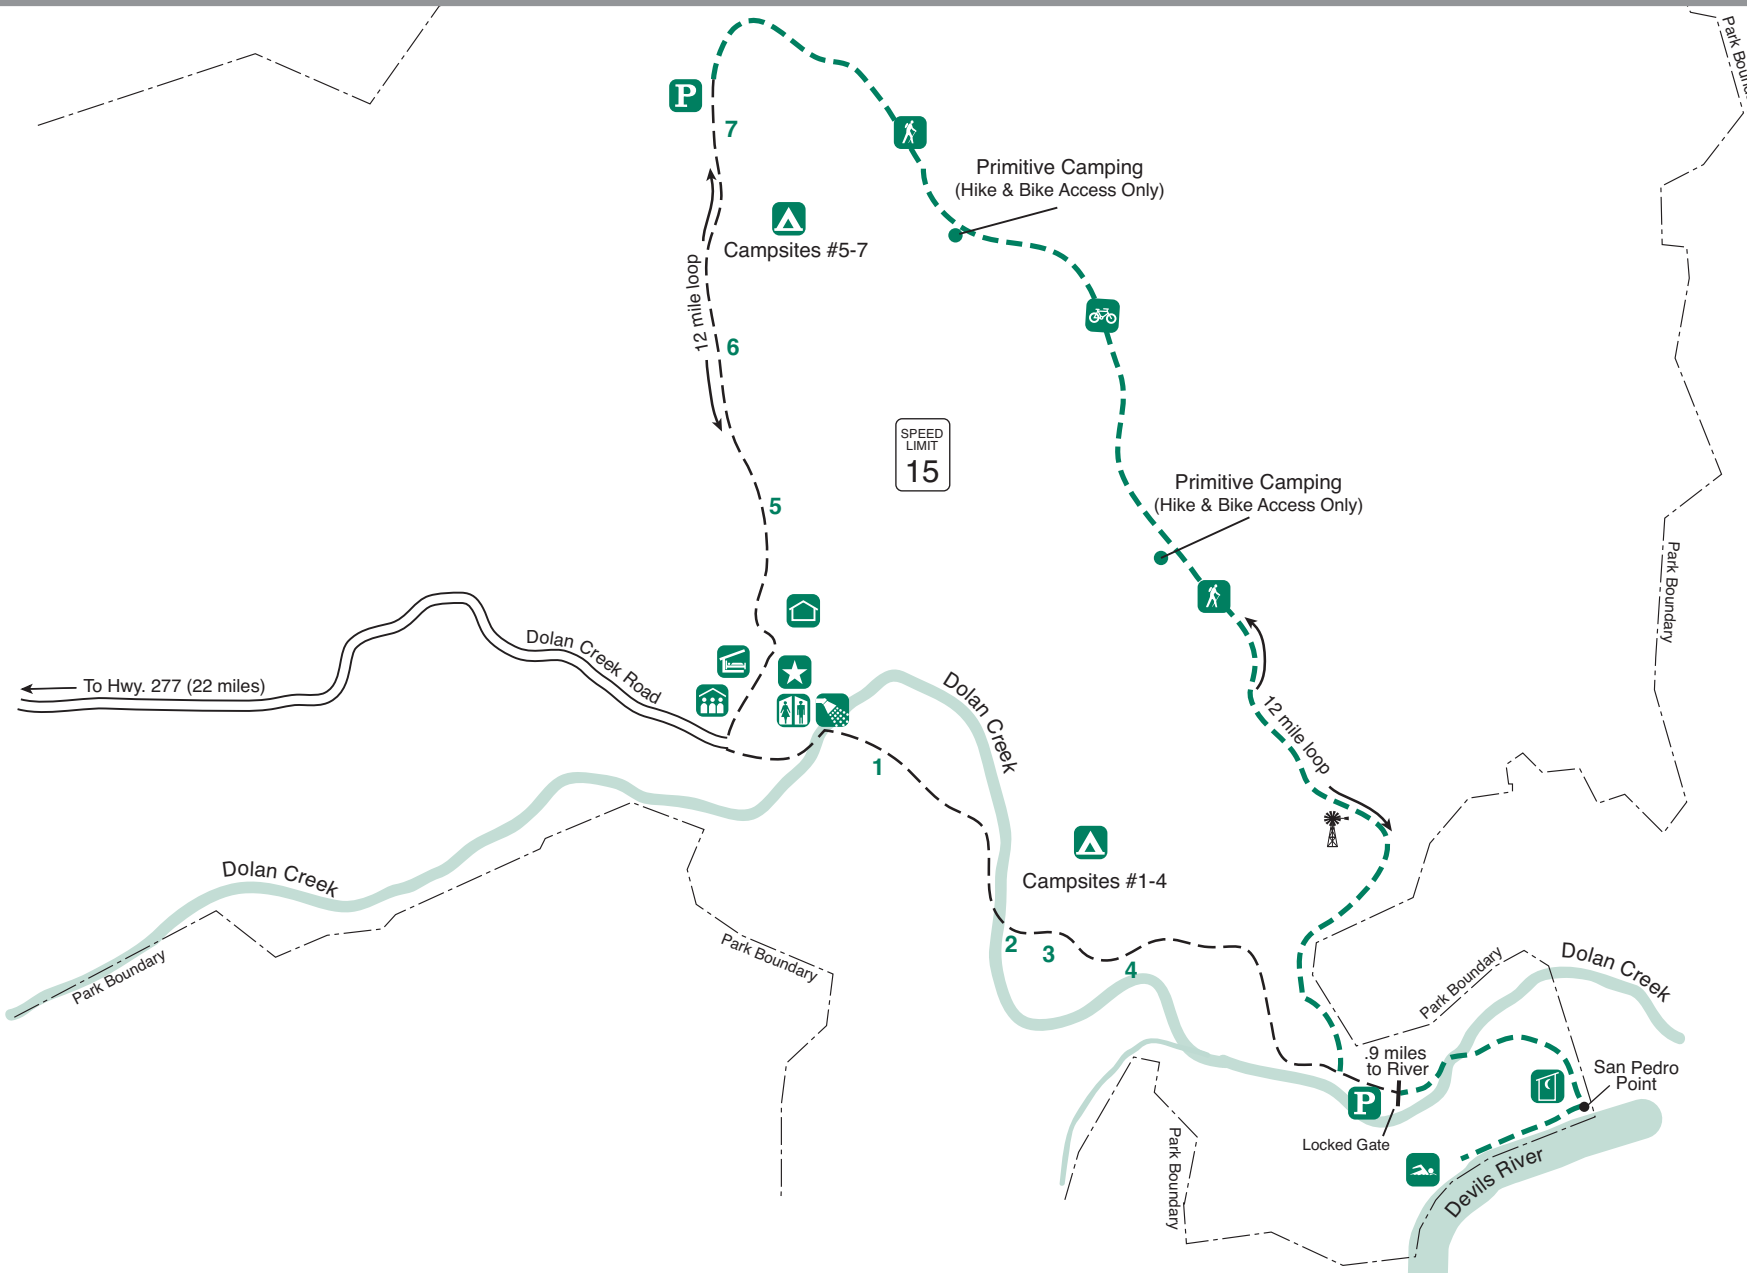 Park Boundary
P
7
Primitive Camping
(Hike & Bike Access Only)
Campsites #5-7
12 mile loop
6
SPEED
LIMIT
15
5
Primitive Camping
(Hike & Bike Access Only)
Park Boundary
Dolan Creek Road
To Hwy. 277 (22 miles)
Dolan Creek
12 mile loop
1
Campsites #1-4
Dolan Creek
2
3
4
Park Boundary
Park Boundary
Park Boundary
Dolan Creek
.9 miles
to River
San Pedro
Point
P
Locked Gate
Park Boundary
Devils River